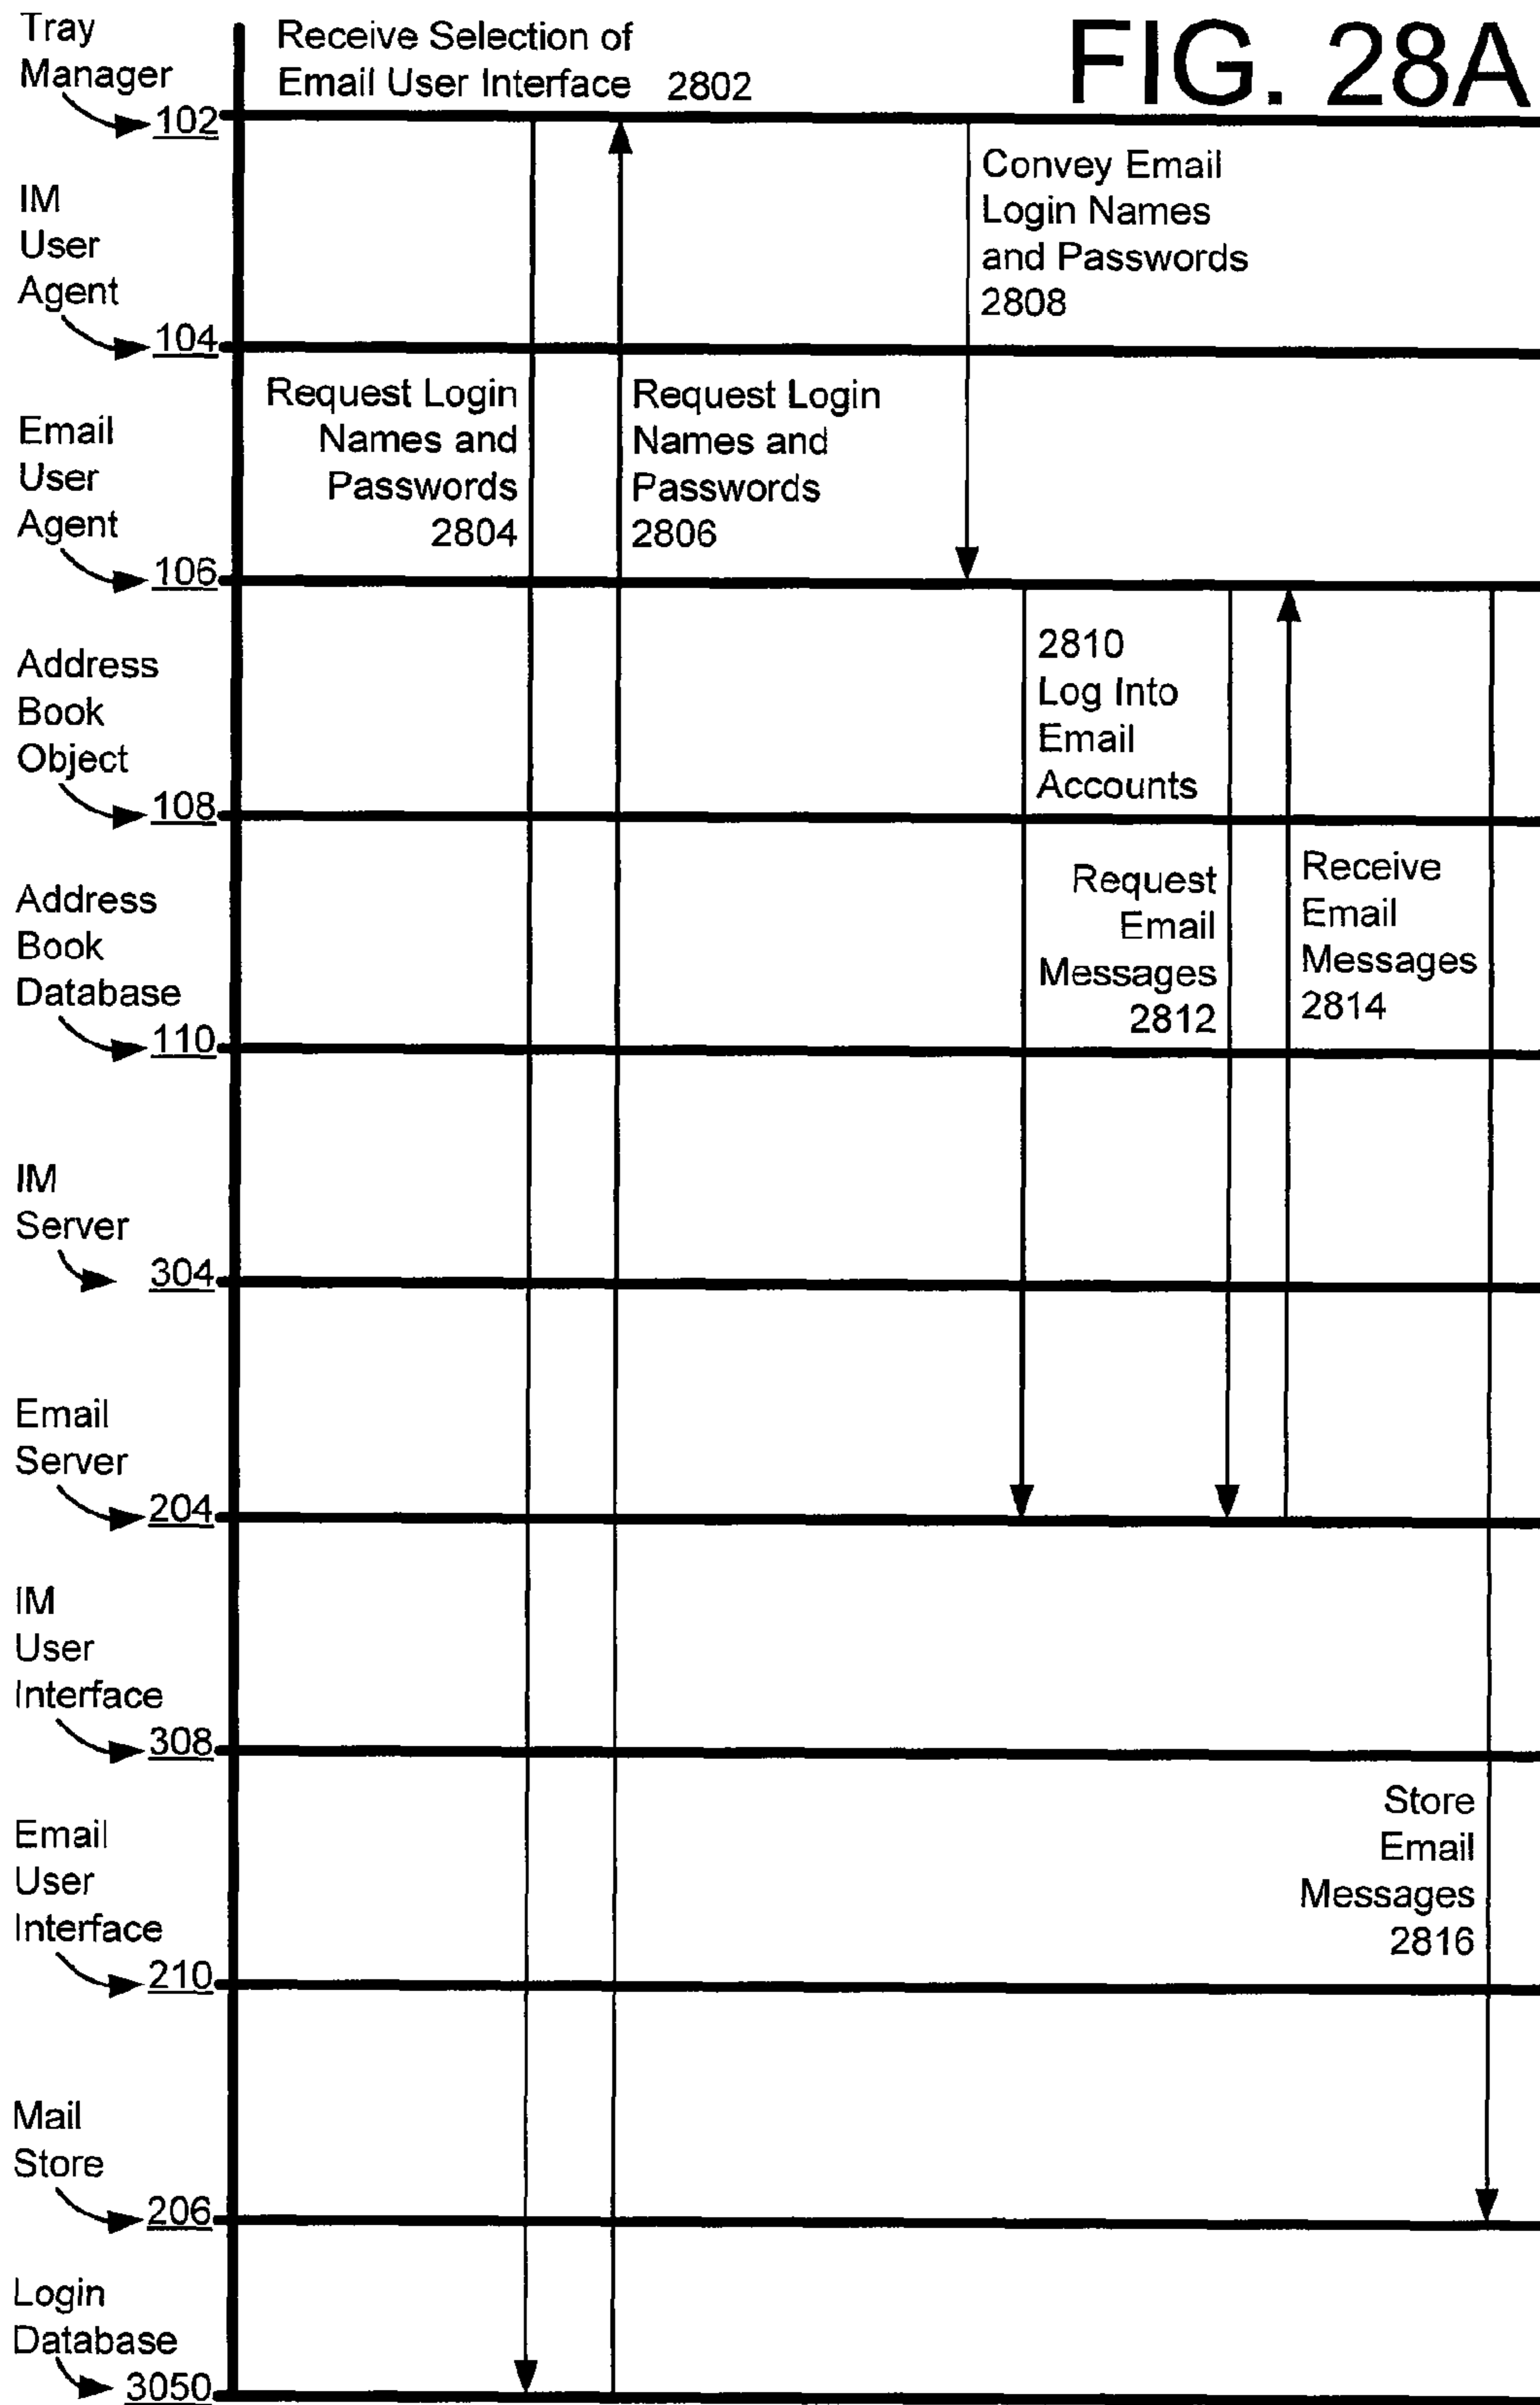 FIG. 28A
Tray
Manager
102
Receive Selection of
Email User Interface 2802
Convey Email
Login Names
and Passwords
2808
IM
User
Agent
104
Request Login
Names and
Passwords
2804
Request Login
Names and
Passwords
2806
Email
User
Agent
106
2810
Log Into
Email
Accounts
Address
Book
Object
108
Request
Email
Messages
2812
Receive
Email
Messages
2814
Address
Book
Database
110
IM
Server
304
Email
Server
204
IM
User
Interface
308
Store
Email
Messages
2816
Email
User
Interface
210
Mail
Store
206
Login
Database
3050